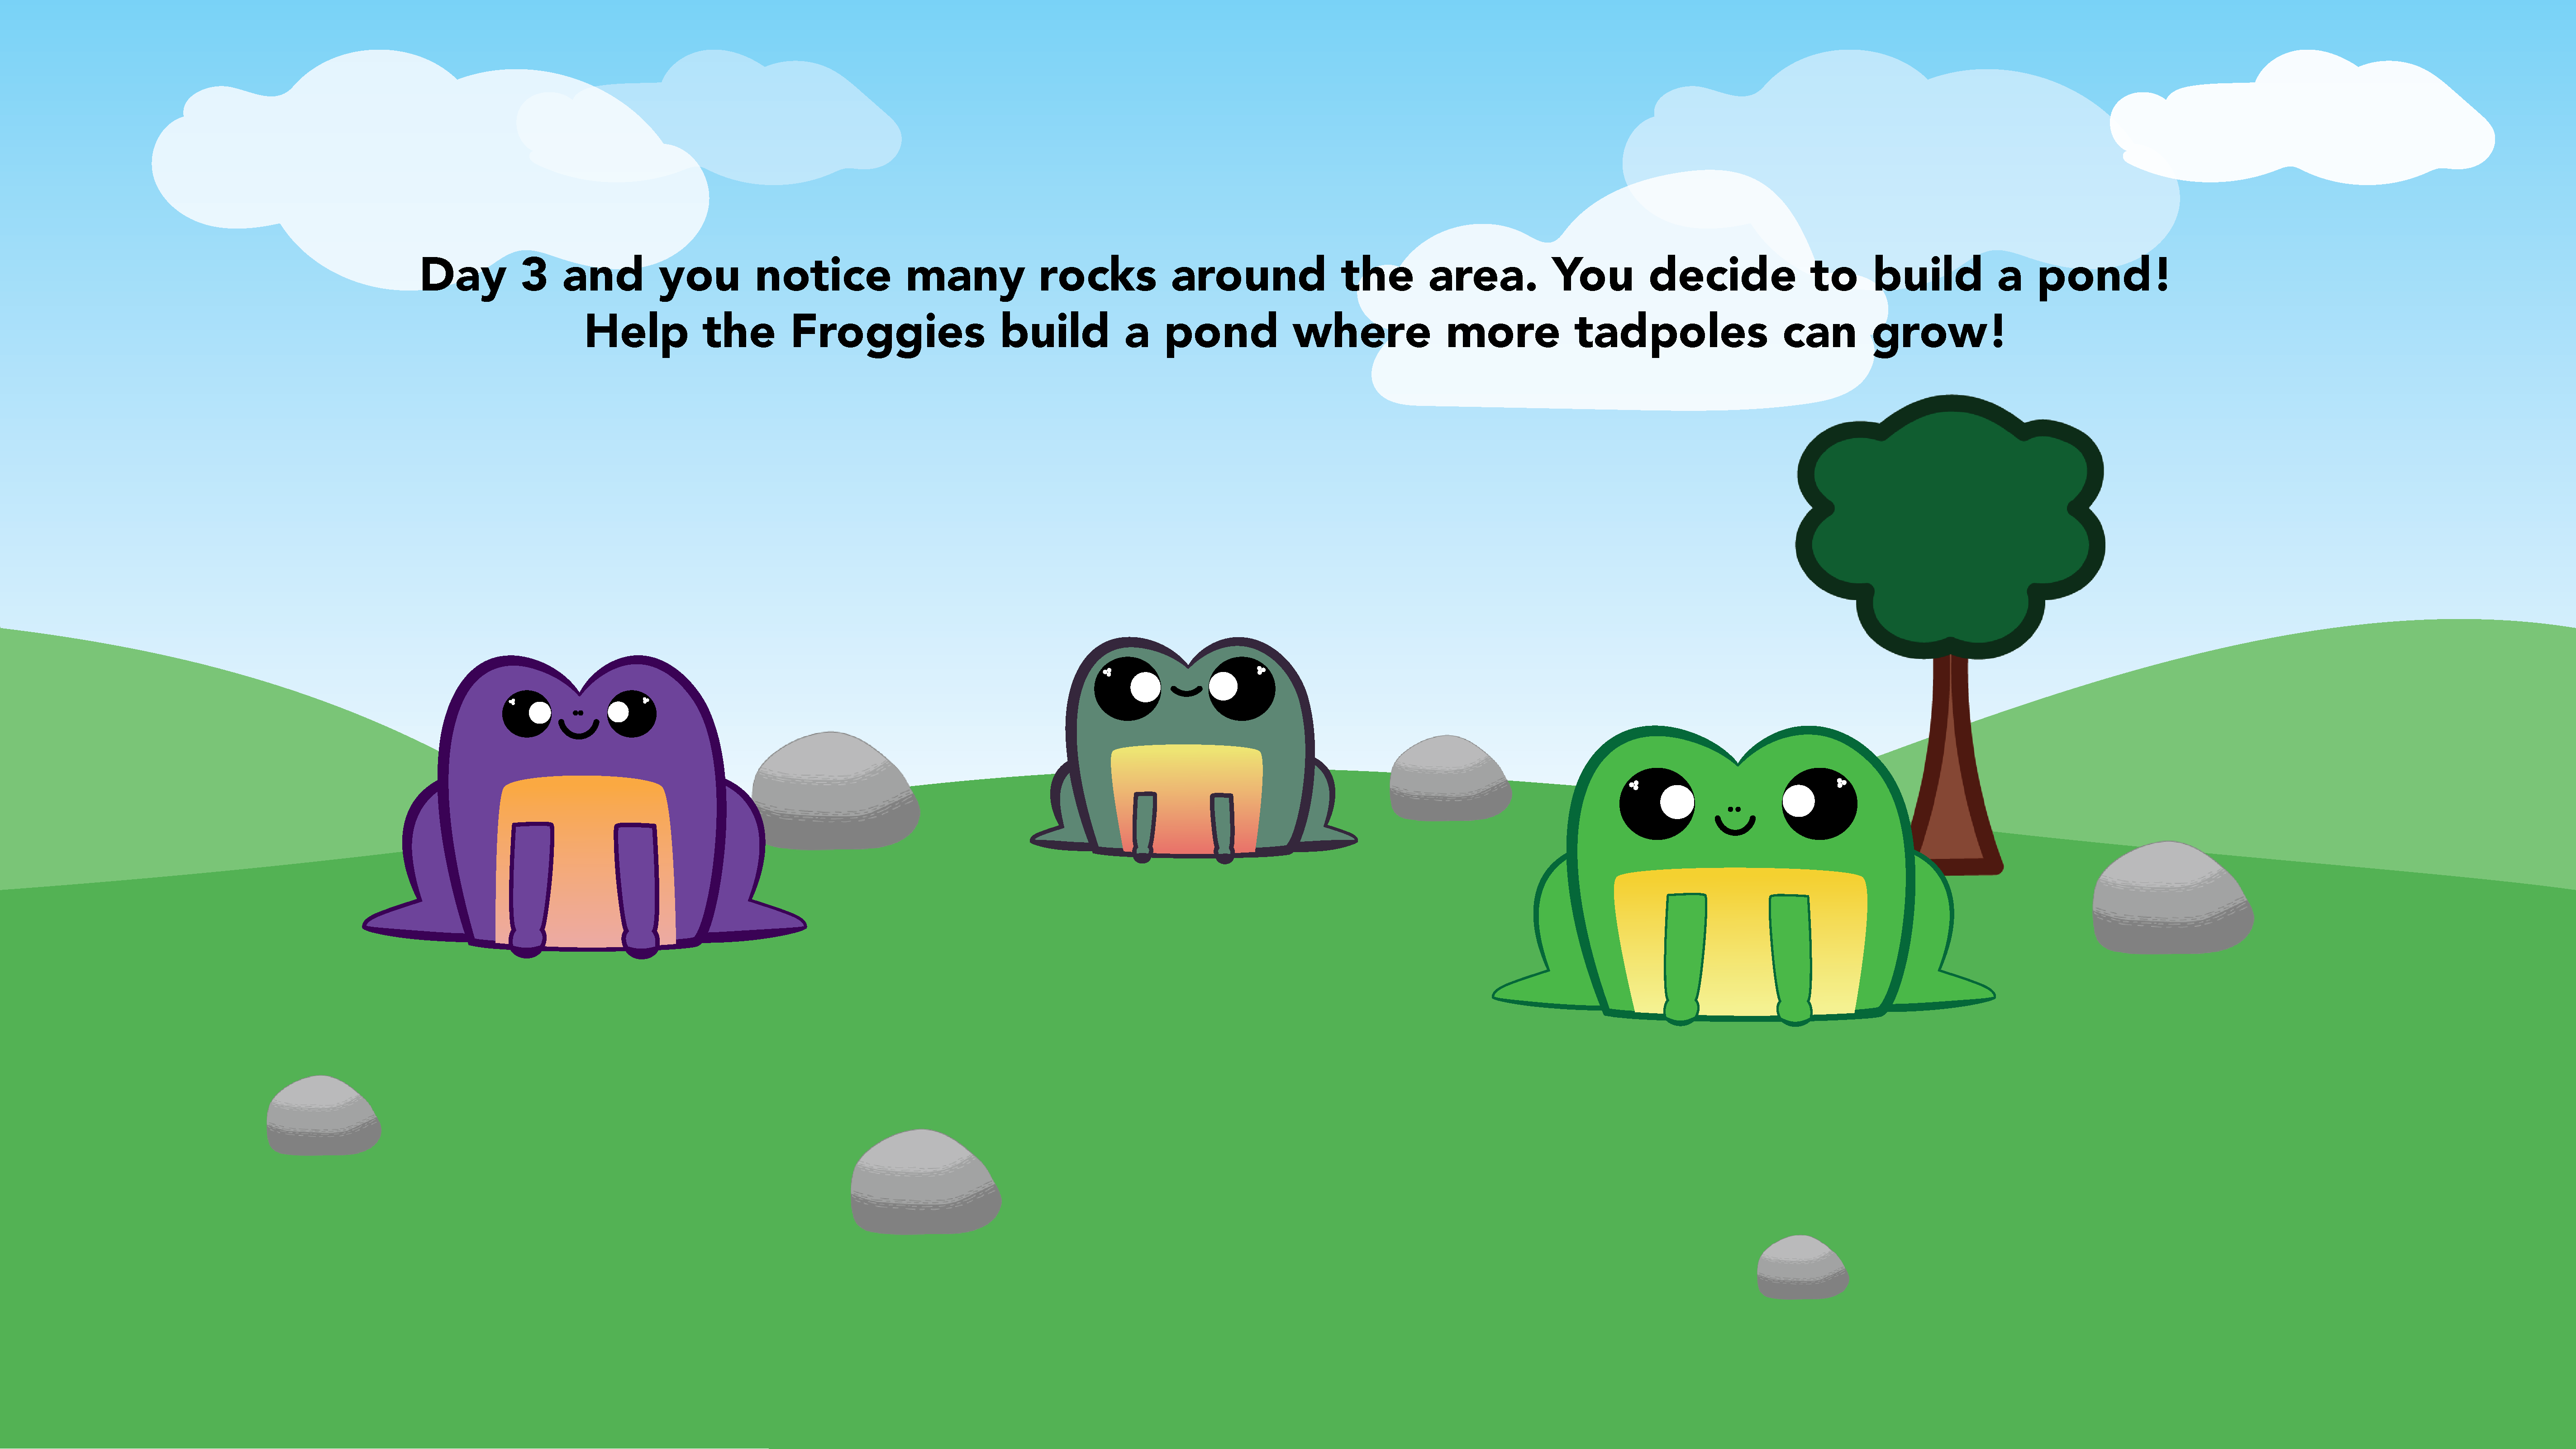 Day 3 and you notice many rocks around the area. You decide to build a pond!
Help the Froggies build a pond where more tadpoles can grow!